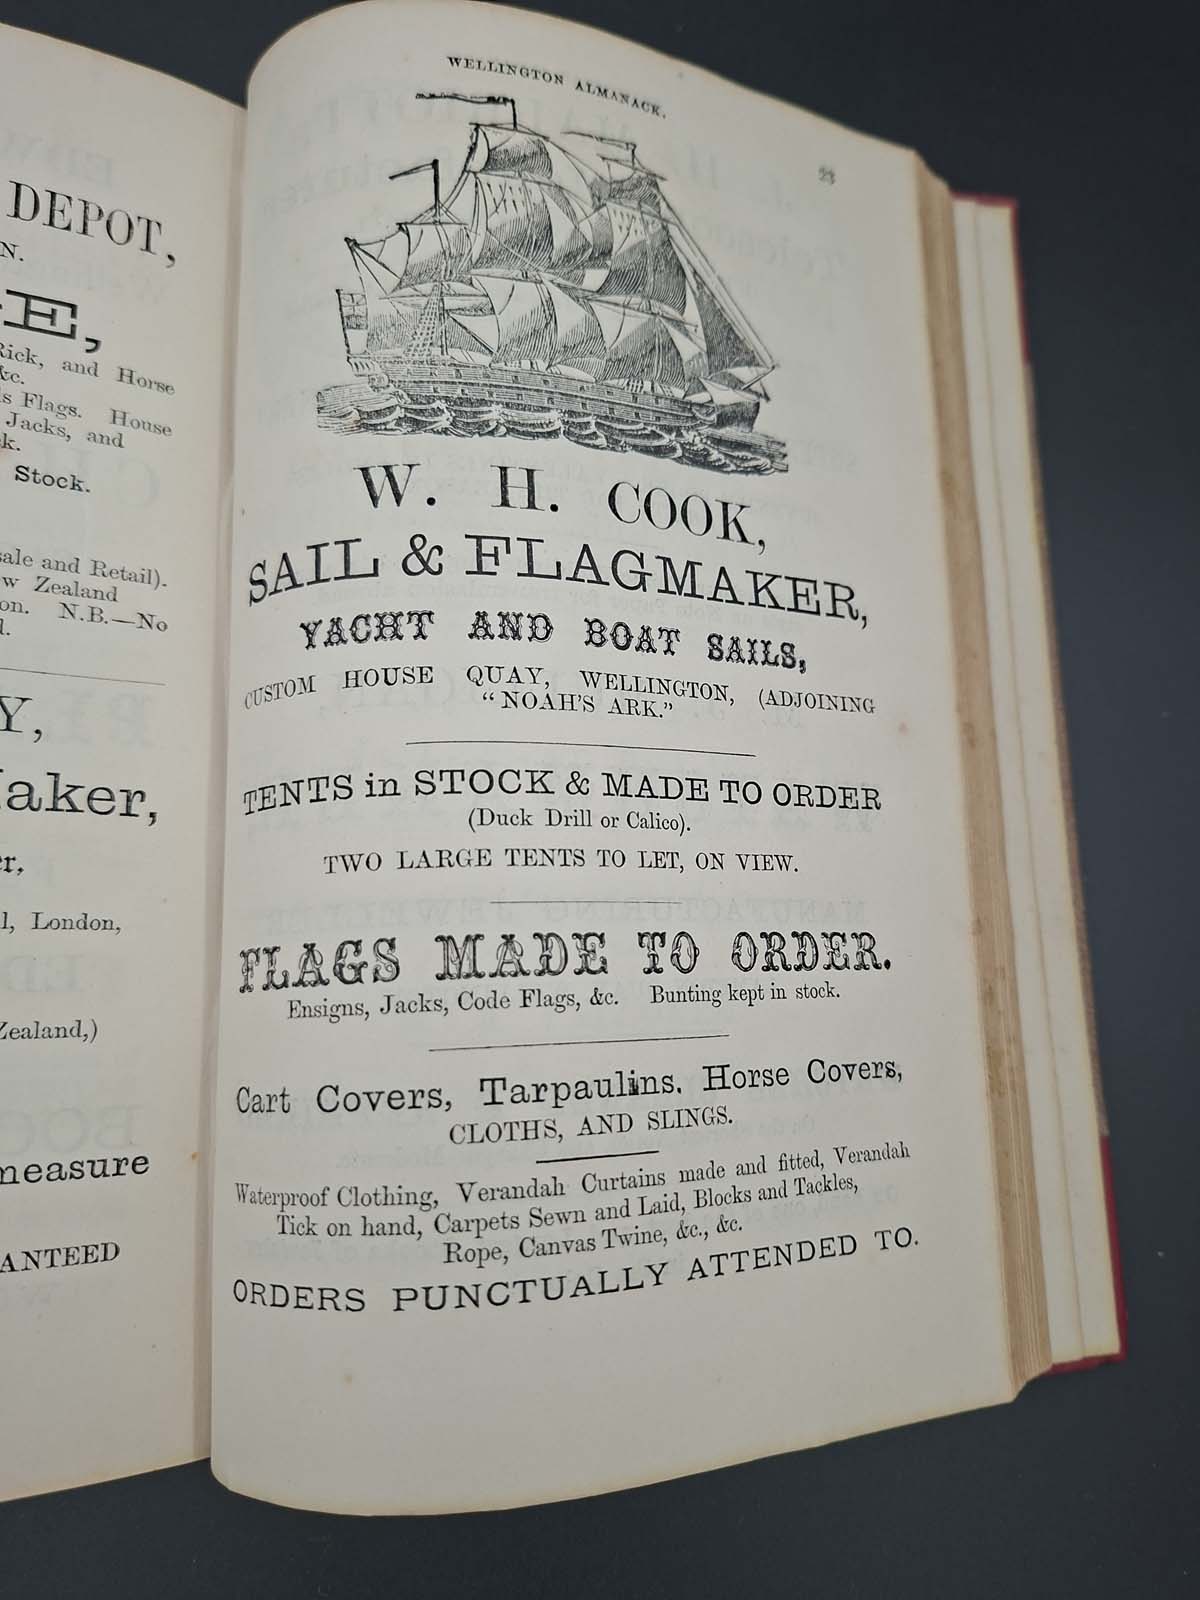 DEPOT,
N.
E,
Rick, and Horse
&c.
s Flags. House
Jacks, and
k.
Stock.
sale and Retail).
w Zealand
on. N.B.—No
l.
Y,
aker,
er,
l, London,
Zealand,)
measure
ANTEED
WELLINGTON ALMANACK.
W. H. COOK,
SAIL & FLAGMAKER,
YACHT AND BOAT SAILS,
CUSTOM HOUSE QUAY, WELLINGTON, (ADJOINING
"NOAH'S ARK."
TENTS in STOCK & MADE TO ORDER
(Duck Drill or Calico).
TWO LARGE TENTS TO LET, ON VIEW.
FLAGS MADE TO ORDER.
Ensigns, Jacks, Code Flags, &c. Bunting kept in stock.
Cart Covers, Tarpaulins. Horse Covers,
CLOTHS, AND SLINGS.
Waterproof Clothing, Verandah Curtains made and fitted, Verandah
Tick on hand, Carpets Sewn and Laid, Blocks and Tackles,
Rope, Canvas Twine, &c., &c.
ORDERS PUNCTUALLY ATTENDED TO.